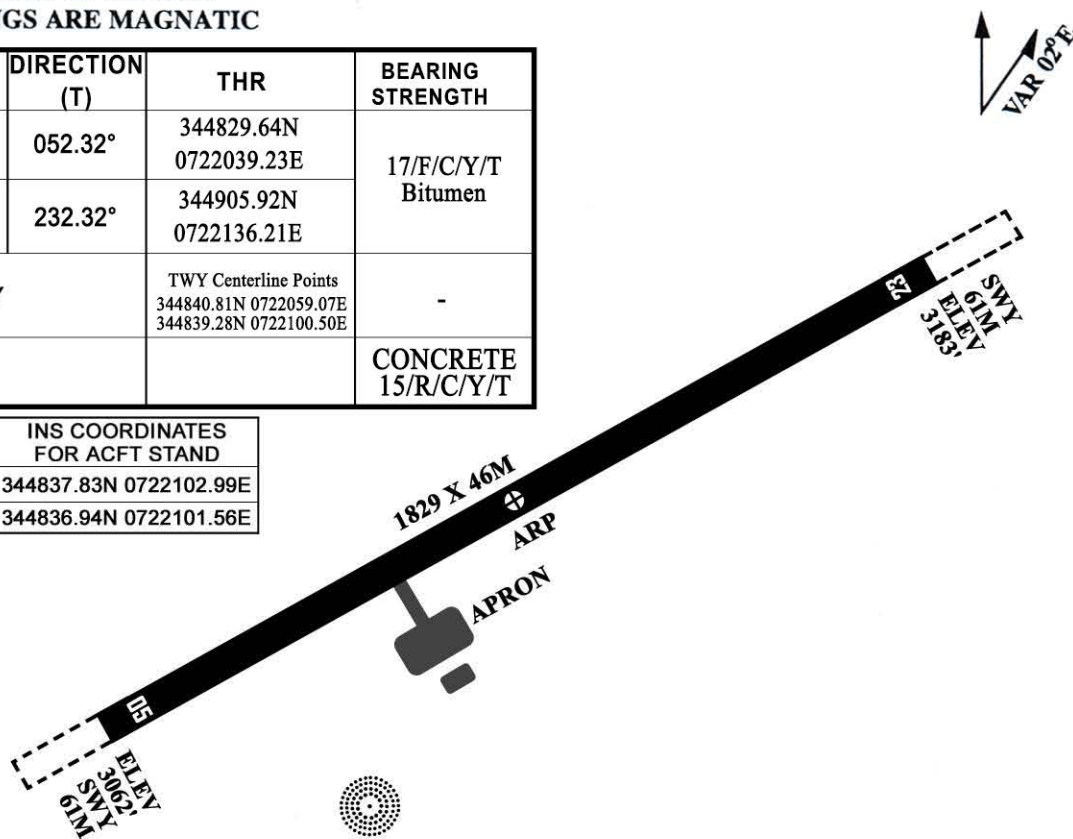 NGS ARE MAGNATIC
VAR 02°E
DIRECTION
(T)
THR
BEARING
STRENGTH
052.32°
344829.64N
0722039.23E
17/F/C/Y/T
Bitumen
232.32°
344905.92N
0722136.21E
TWY Centerline Points
344840.81N 0722059.07E
344839.28N 0722100.50E
-
CONCRETE
15/R/C/Y/T
INS COORDINATES
FOR ACFT STAND
344837.83N 0722102.99E
344836.94N 0722101.56E
23
SWY
61M
ELEV
3183'
1829 X 46M
ARP
APRON
05
ELEV
3062'
SWY
61M